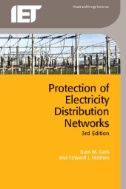 IET
Protection of
Electricity
Distribution
Networks
3rd Edition
Juan M. Gers
and Edward J. Holmes